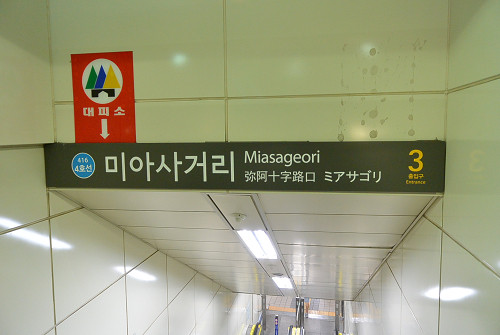 대피소
416
4호선
미아사거리
Miasageori
弥阿十字路口 ミアサゴリ
3
출입구
Entrance